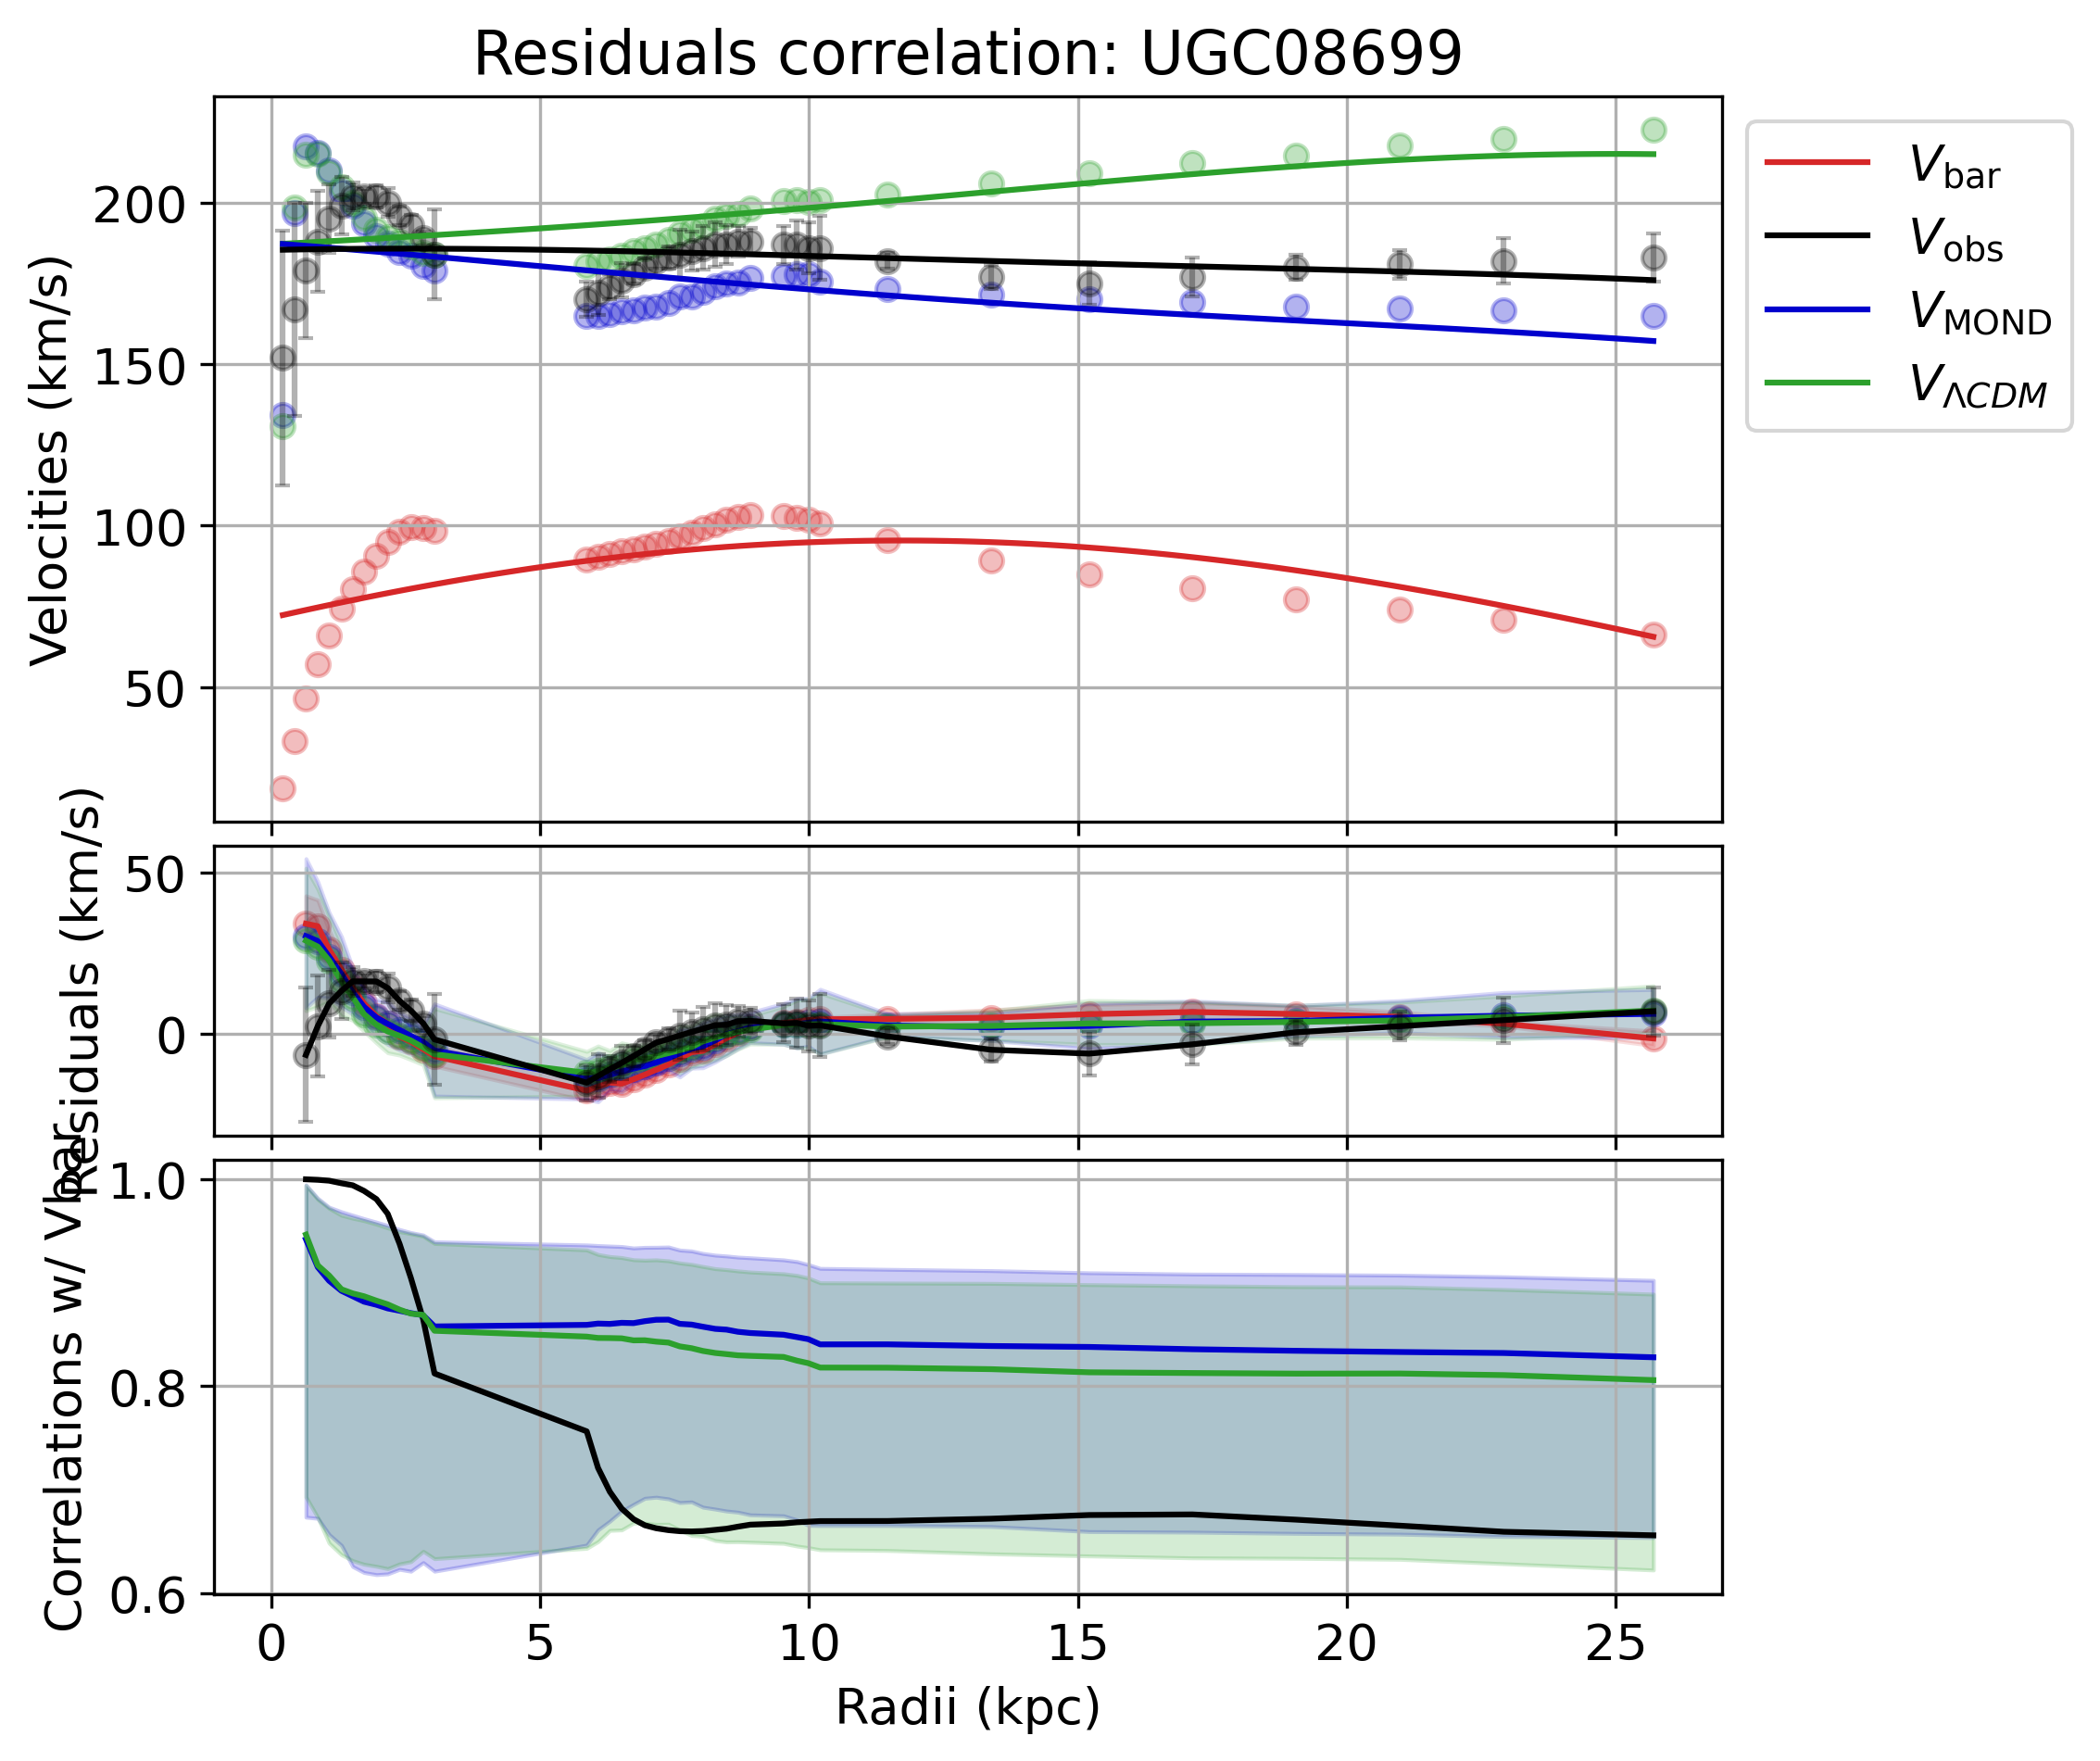 Residuals correlation: UGC08699
Velocities (km/s)
200
150
100
50
V_bar
V_obs
V_MOND
V_ΛCDM
Residuals (km/s)
50
0
Correlations w/ Vbar
1.0
0.8
0.6
0 5 10 15 20 25
Radii (kpc)